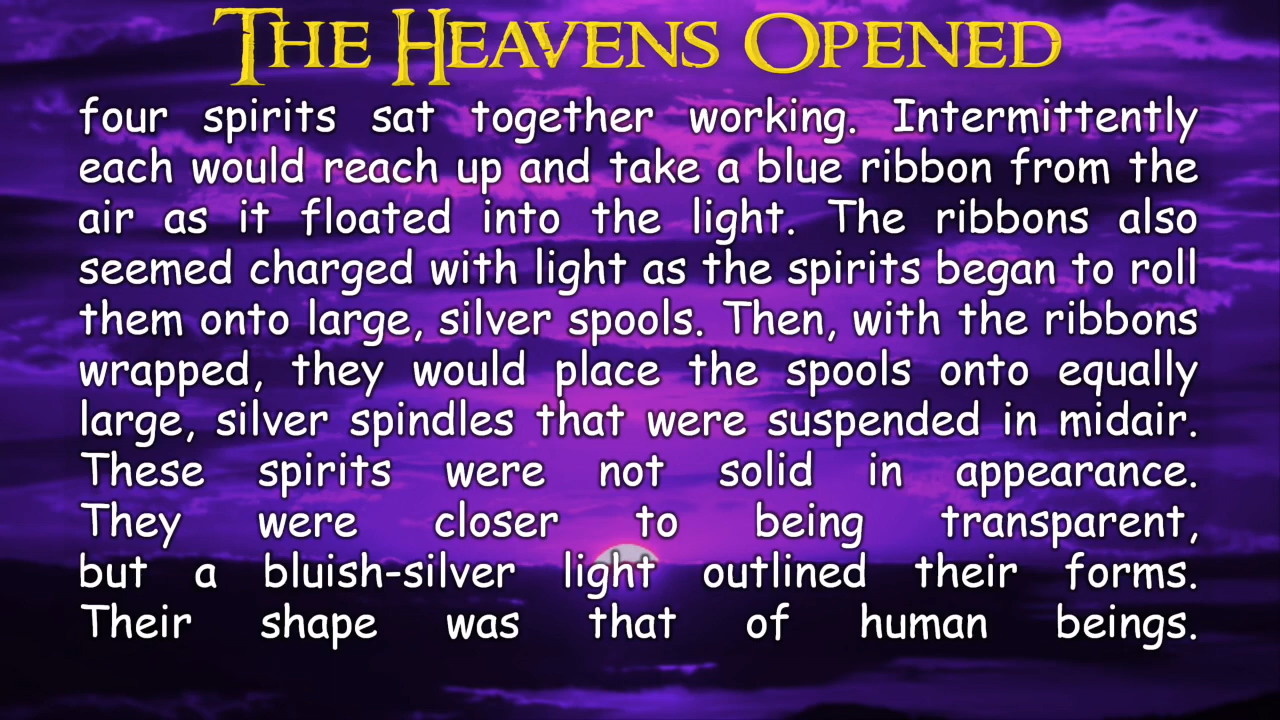 The Heavens Opened
four spirits sat together working. Intermittently
each would reach up and take a blue ribbon from the
air as it floated into the light. The ribbons also
seemed charged with light as the spirits began to roll
them onto large, silver spools. Then, with the ribbons
wrapped, they would place the spools onto equally
large, silver spindles that were suspended in midair.
These spirits were not solid in appearance.
They were closer to being transparent,
but a bluish-silver light outlined their forms.
Their shape was that of human beings.